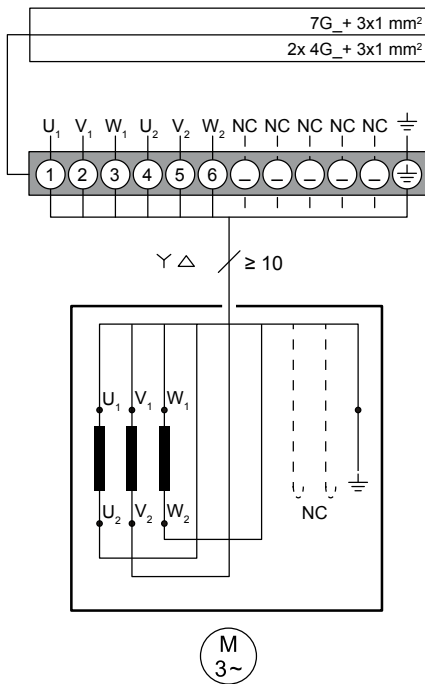 7G_+ 3x1 mm²
2x 4G_+ 3x1 mm²
U₁ V₁ W₁ U₂ V₂ W₂ NC NC NC NC NC
1 2 3 4 5 6 _ _ _ _ _
Y △ ≥ 10
U₁ V₁ W₁
U₂ V₂ W₂
NC
M
3~